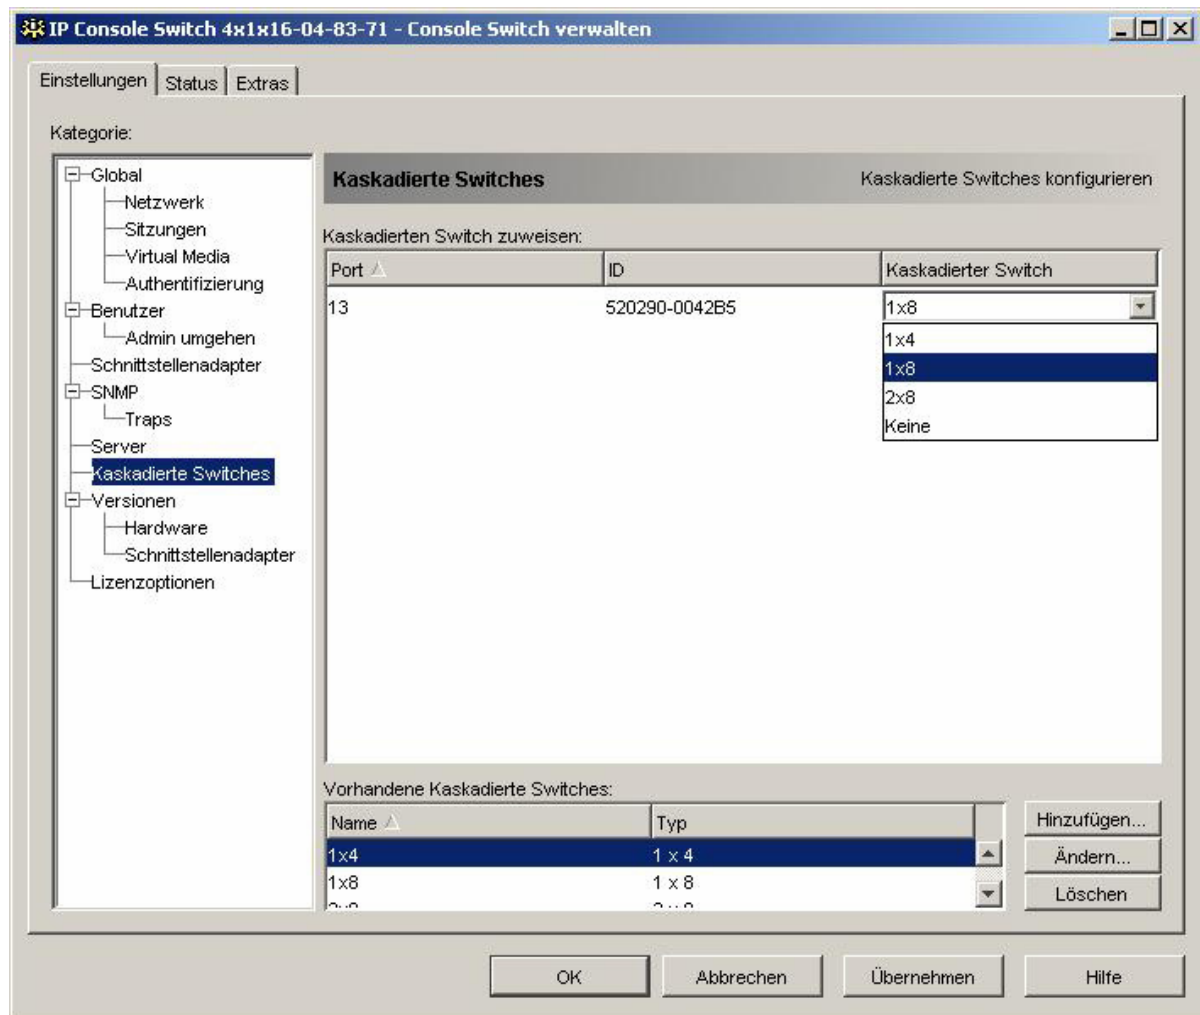 IP Console Switch 4x1x16-04-83-71 - Console Switch verwalten
Einstellungen Status Extras
Kategorie:
Global
Netzwerk
Sitzungen
Virtual Media
Authentifizierung
Benutzer
Admin umgehen
Schnittstellenadapter
SNMP
Traps
Server
Kaskadierte Switches
Versionen
Hardware
Schnittstellenadapter
Lizenzoptionen
Kaskadierte Switches Kaskadierte Switches konfigurieren
Kaskadierten Switch zuweisen:
Port ID Kaskadierter Switch
13 520290-0042B5 1x8
1x4
1x8
2x8
Keine
Vorhandene Kaskadierte Switches:
Name Typ
1x4 1 x 4
1x8 1 x 8
Hinzufügen...
Ändern...
Löschen
OK Abbrechen Übernehmen Hilfe